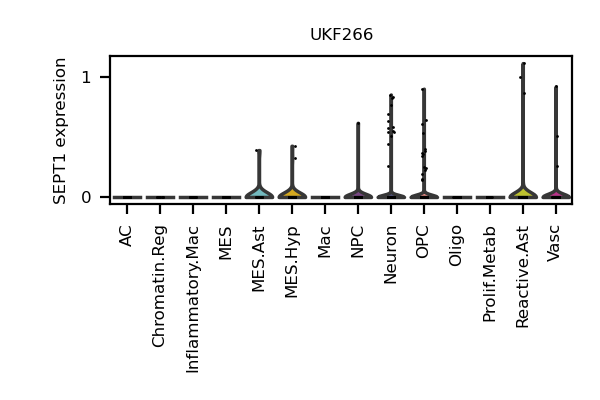 UKF266
SEPT1 expression
1
0
AC
Chromatin.Reg
Inflammatory.Mac
MES
MES.Ast
MES.Hyp
Mac
NPC
Neuron
OPC
Oligo
Prolif.Metab
Reactive.Ast
Vasc